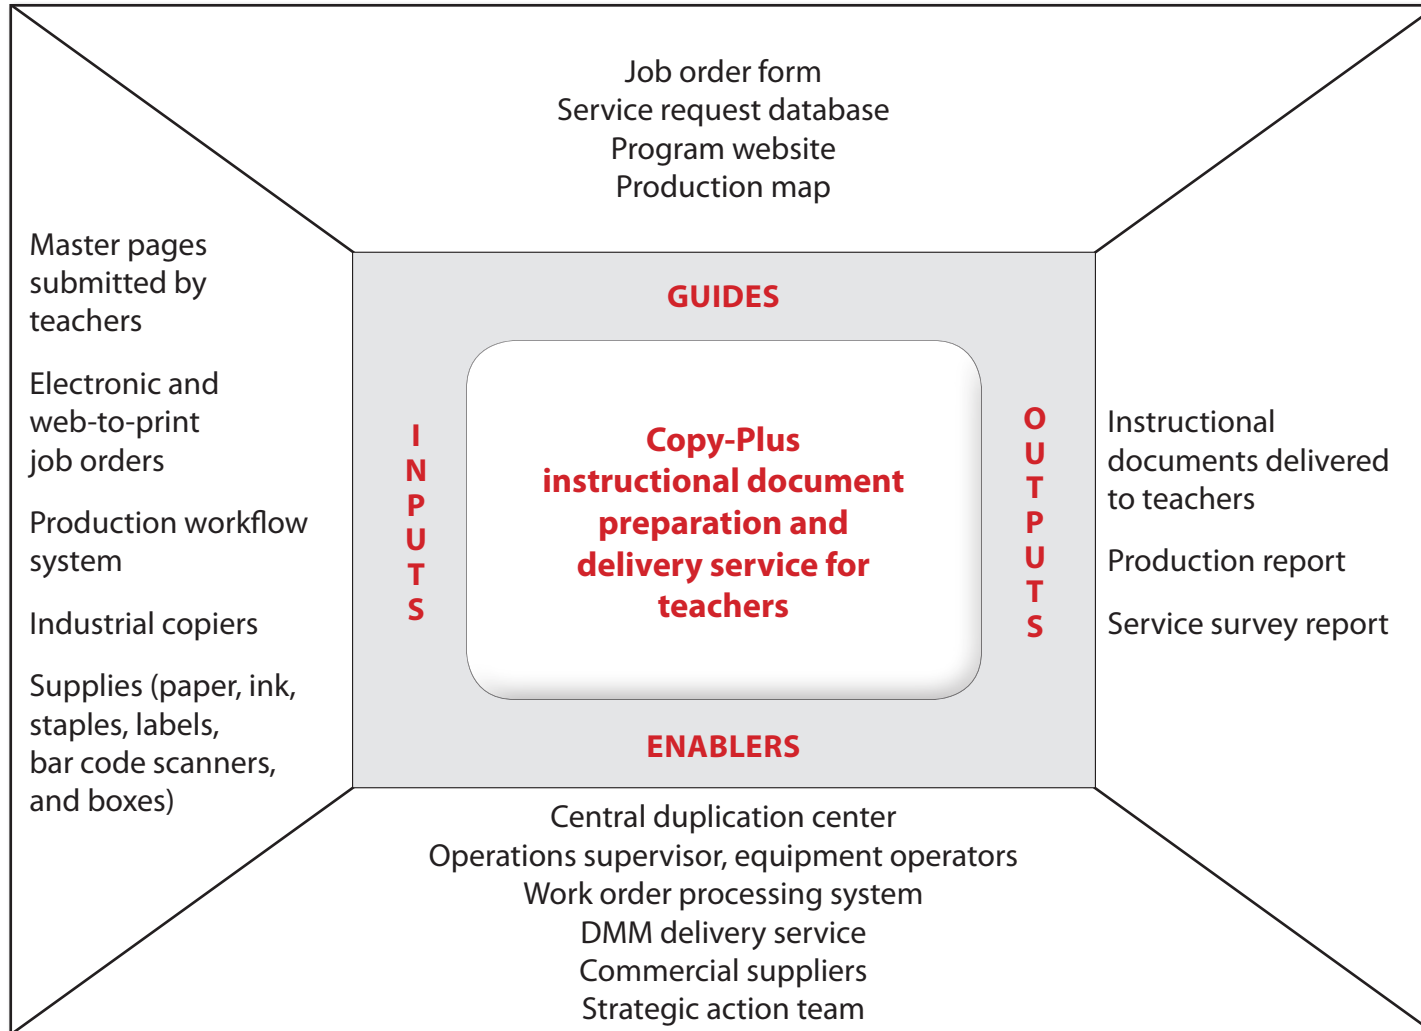 Job order form
Service request database
Program website
Production map
Master pages
submitted by
teachers
Electronic and
web-to-print
job orders
Production workflow
system
Industrial copiers
Supplies (paper, ink,
staples, labels,
bar code scanners,
and boxes)
GUIDES
INPUTS
Copy-Plus
instructional document
preparation and
delivery service for
teachers
OUTPUTS
ENABLERS
Instructional
documents delivered
to teachers
Production report
Service survey report
Central duplication center
Operations supervisor, equipment operators
Work order processing system
DMM delivery service
Commercial suppliers
Strategic action team